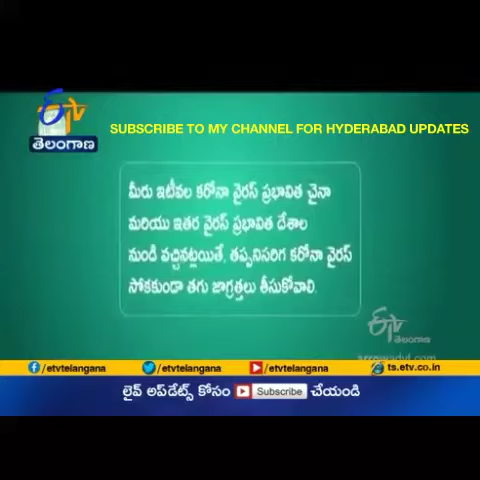 ETV
తెలంగాణ
SUBSCRIBE TO MY CHANNEL FOR HYDERABAD UPDATES
మీరు ఇటీవల కరోనా వైరస్ ప్రభావిత చైనా
మరియు ఇతర వైరస్ ప్రభావిత దేశాల
నుండి వచ్చినట్లయితే, తప్పనిసరిగ కరోనా వైరస్
సోకకుండా తగు జాగ్రత్తలు తీసుకోవాలి.
ETV
తెలంగాణ
/etvtelangana /etvtelangana /etvtelangana ts.etv.co.in
లైవ్ అప్‌డేట్స్ కోసం Subscribe చేయండి